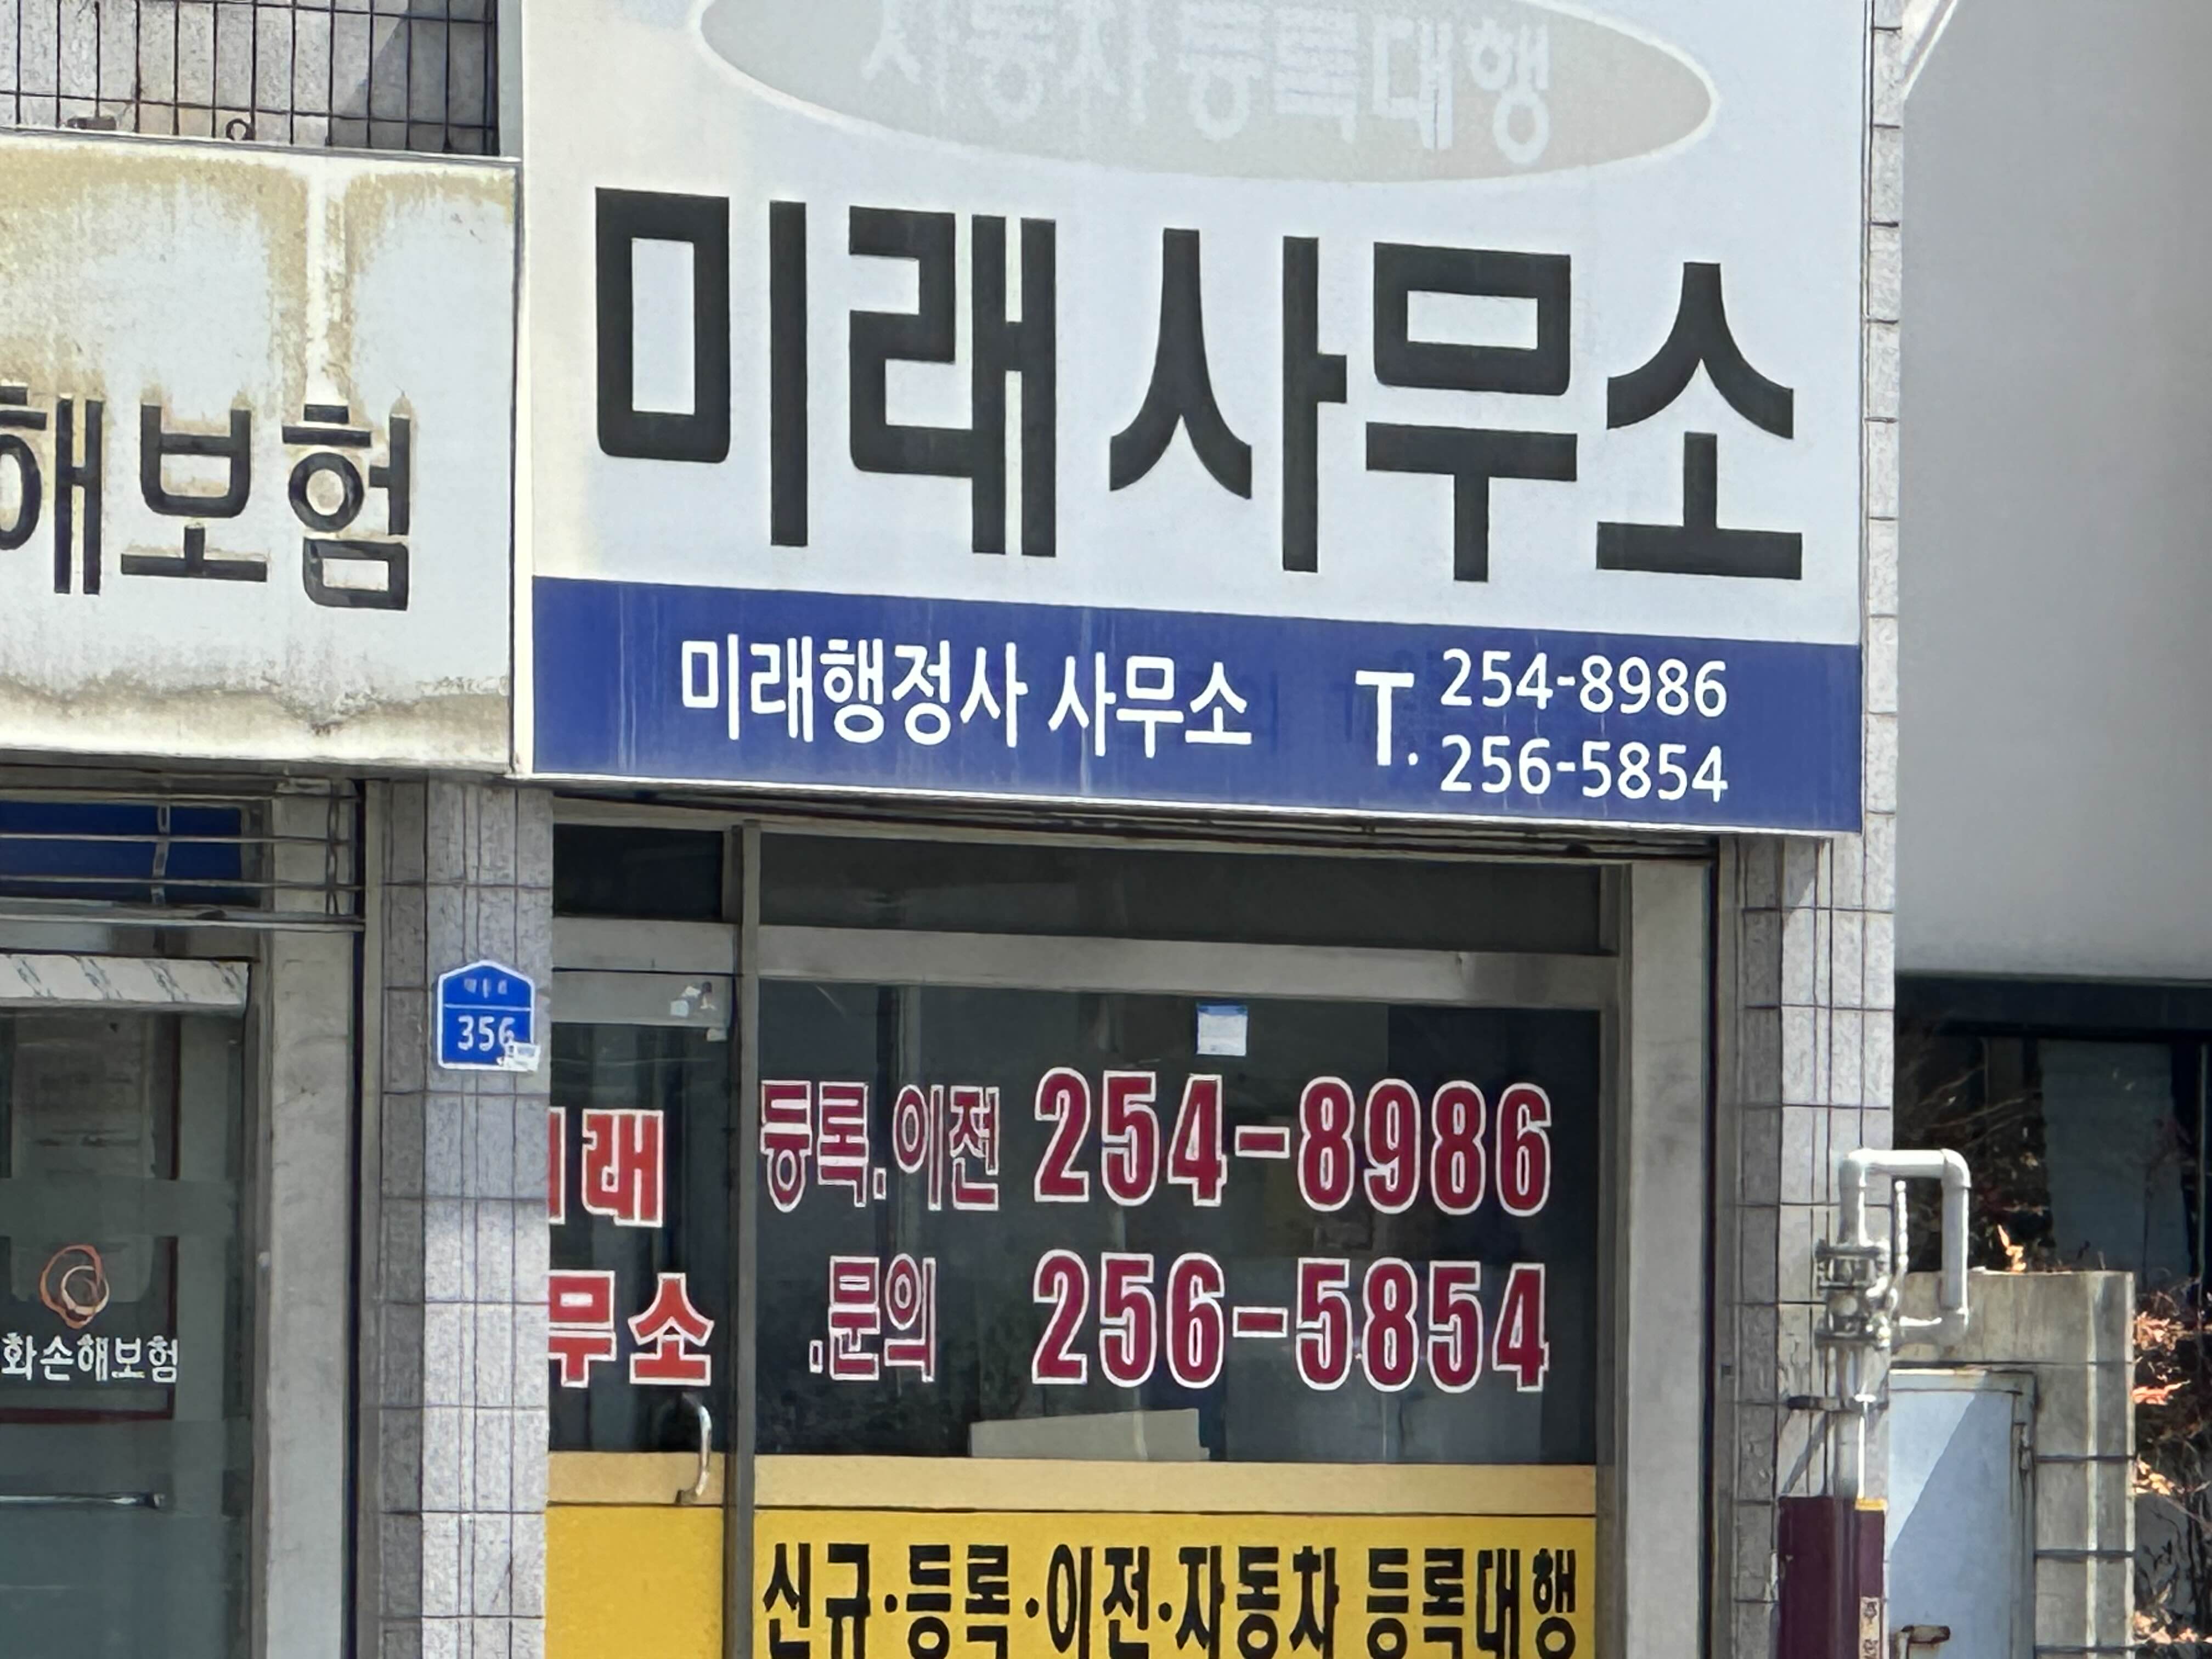 자동차등록대행
미래사무소
미래행정사 사무소 T. 254-8986
256-5854
해보험
356
래
무소
등록.이전 254-8986
.문의 256-5854
화손해보험
신규·등록·이전·자동차 등록대행